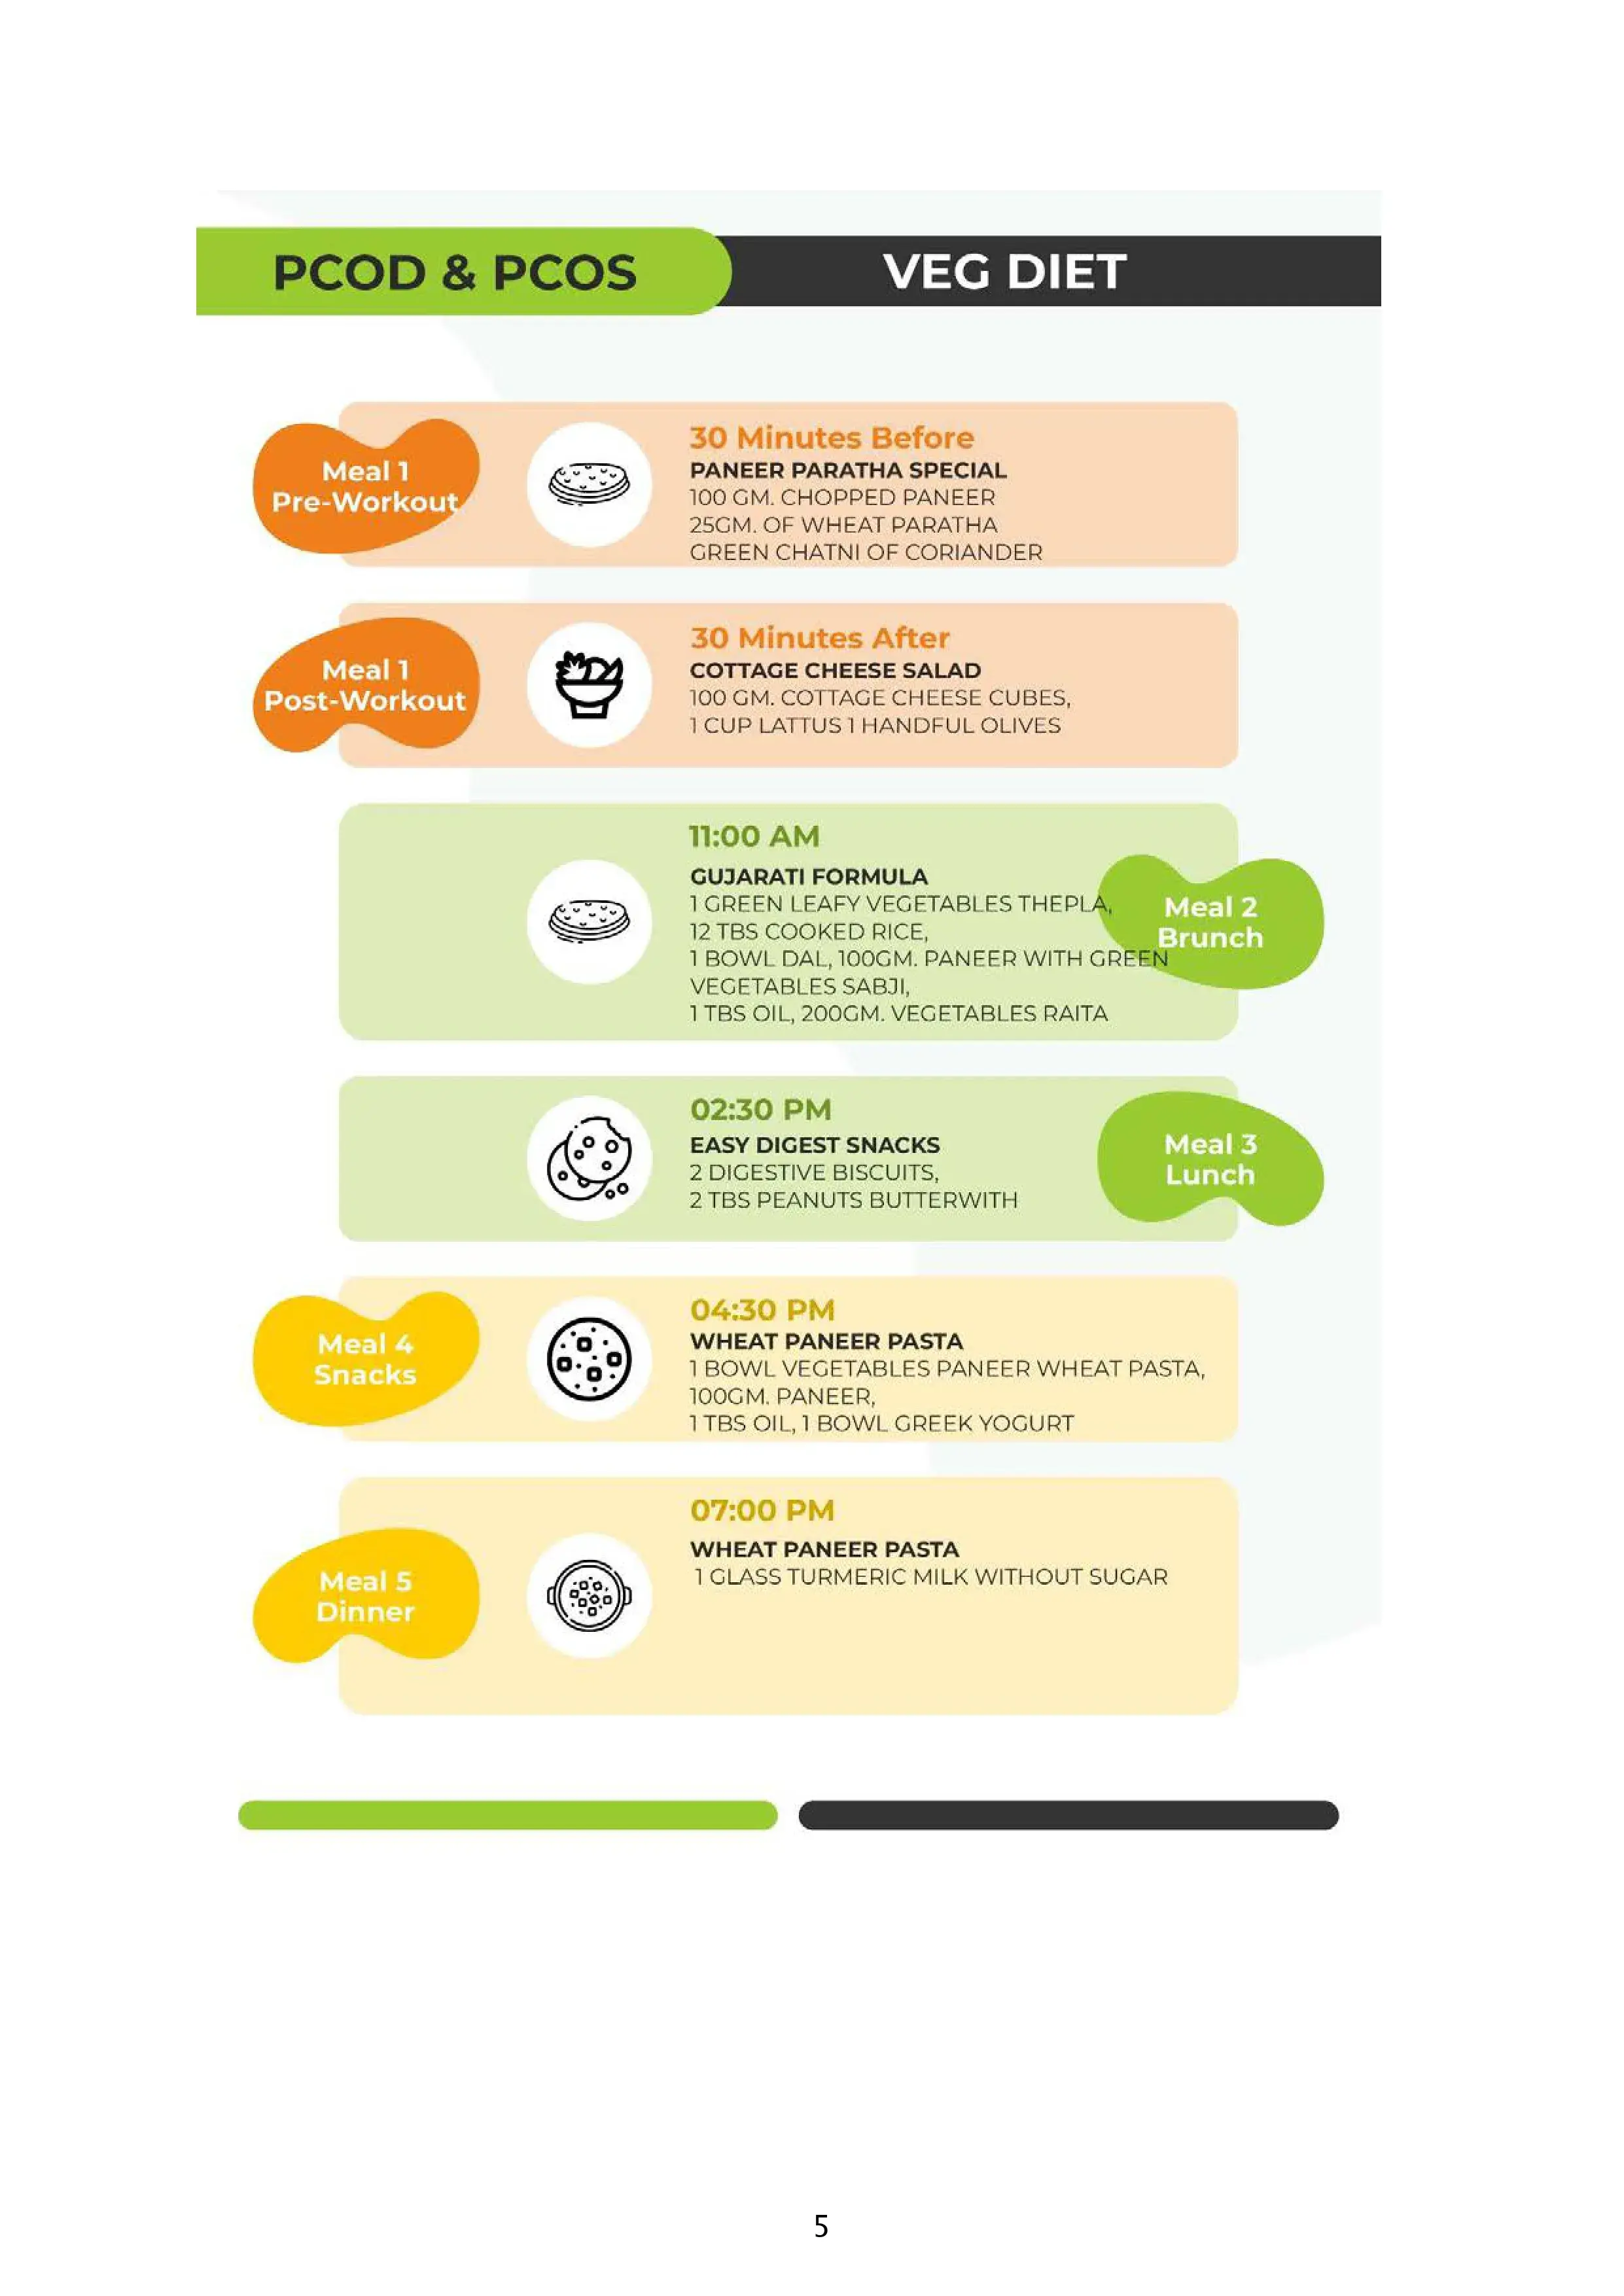 PCOD & PCOS
VEG DIET
Meal 1
Pre-Workout
30 Minutes Before
PANEER PARATHA SPECIAL
100 GM. CHOPPED PANEER
25GM. OF WHEAT PARATHA
GREEN CHATNI OF CORIANDER
Meal 1
Post-Workout
30 Minutes After
COTTAGE CHEESE SALAD
100 GM. COTTAGE CHEESE CUBES,
1 CUP LATTUS 1 HANDFUL OLIVES
11:00 AM
GUJARATI FORMULA
1 GREEN LEAFY VEGETABLES THEPLA,
12 TBS COOKED RICE,
1 BOWL DAL, 100GM. PANEER WITH GREEN
VEGETABLES SABJI,
1 TBS OIL, 200GM. VEGETABLES RAITA
Meal 2
Brunch
02:30 PM
EASY DIGEST SNACKS
2 DIGESTIVE BISCUITS,
2 TBS PEANUTS BUTTERWITH
Meal 3
Lunch
Meal 4
Snacks
04:30 PM
WHEAT PANEER PASTA
1 BOWL VEGETABLES PANEER WHEAT PASTA,
100GM. PANEER,
1 TBS OIL, 1 BOWL GREEK YOGURT
Meal 5
Dinner
07:00 PM
WHEAT PANEER PASTA
1 GLASS TURMERIC MILK WITHOUT SUGAR
5